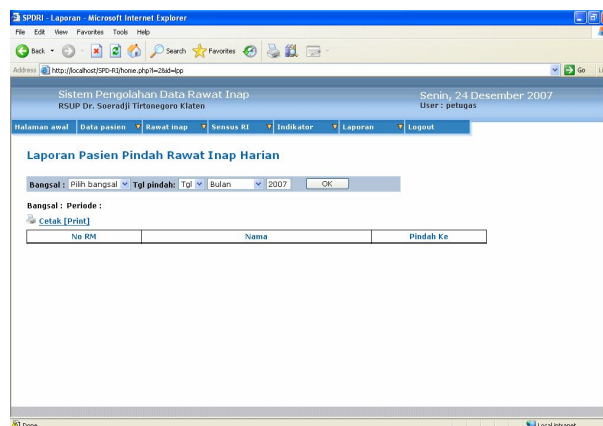 SPDRI - Laporan - Microsoft Internet Explorer
File Edit View Favorites Tools Help
Back Search Favorites
Address http://localhost/SPD-RI/home.php?l=2&id=lpp Go
Sistem Pengolahan Data Rawat Inap Senin, 24 Desember 2007
RSUP Dr. Soeradji Tirtonegoro Klaten User : petugas
Halaman awal Data pasien Rawat inap Sensus RI Indikator Laporan Logout
Laporan Pasien Pindah Rawat Inap Harian
Bangsal : Pilih bangsal Tgl pindah: Tgl Bulan 2007 OK
Bangsal : Periode :
Cetak [Print]
No RM Nama Pindah Ke
Done Local intranet